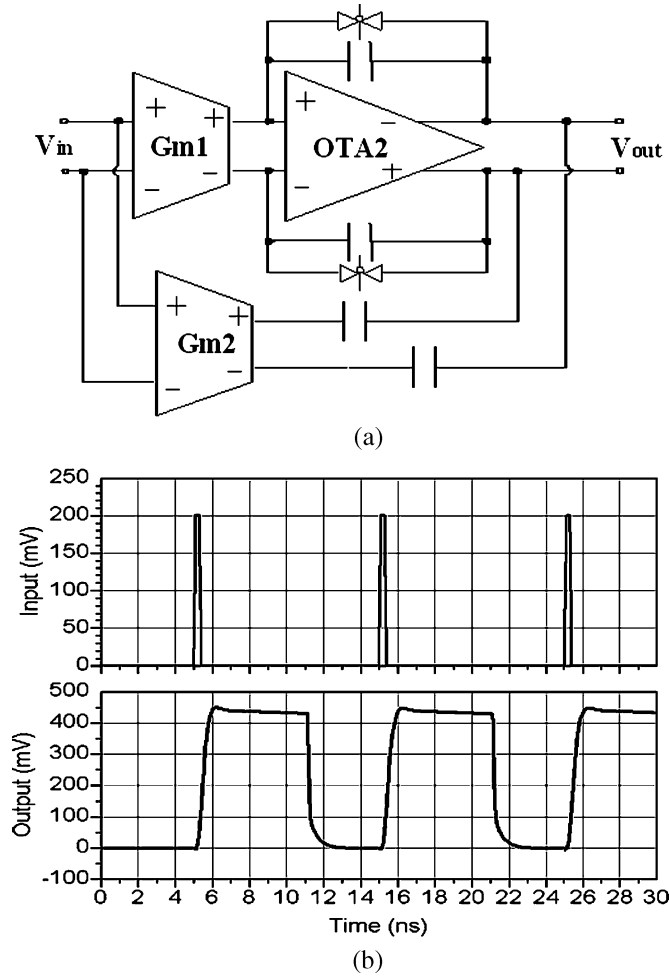 + + + −
Vin Gm1 OTA2 Vout
− − − +
+ +
Gm2
− −
(a)
250
200
150
100
50
0
Input (mV)
500
400
300
200
100
0
-100
Output (mV)
0 2 4 6 8 10 12 14 16 18 20 22 24 26 28 30
Time (ns)
(b)